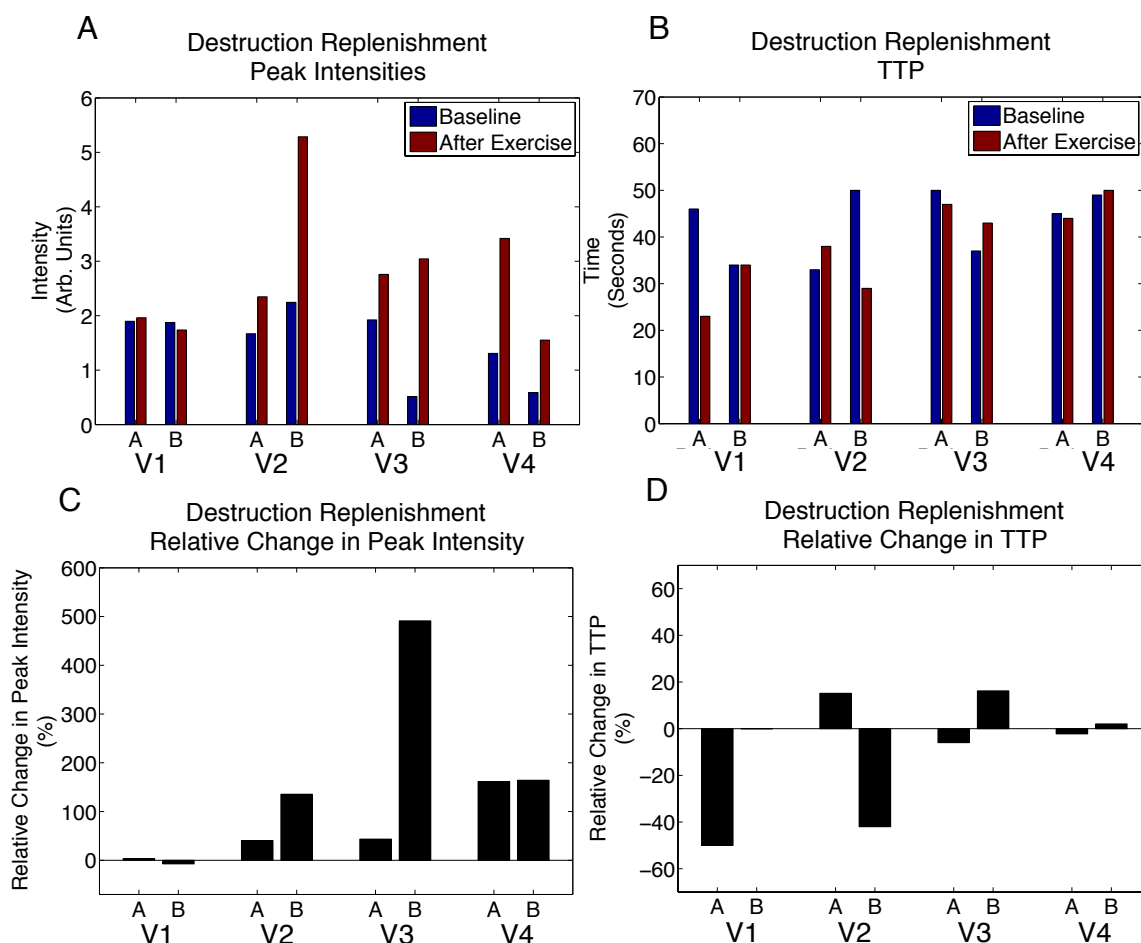 A
Destruction Replenishment
Peak Intensities
Intensity
(Arb. Units)
6
5
4
3
2
1
0
Baseline
After Exercise
A B A B A B A B
V1 V2 V3 V4
B
Destruction Replenishment
TTP
Time
(Seconds)
70
60
50
40
30
20
10
0
Baseline
After Exercise
A B A B A B A B
V1 V2 V3 V4
C
Destruction Replenishment
Relative Change in Peak Intensity
Relative Change in Peak Intensity
(%)
600
500
400
300
200
100
0
A B A B A B A B
V1 V2 V3 V4
D
Destruction Replenishment
Relative Change in TTP
Relative Change in TTP
(%)
60
40
20
0
−20
−40
−60
A B A B A B A B
V1 V2 V3 V4